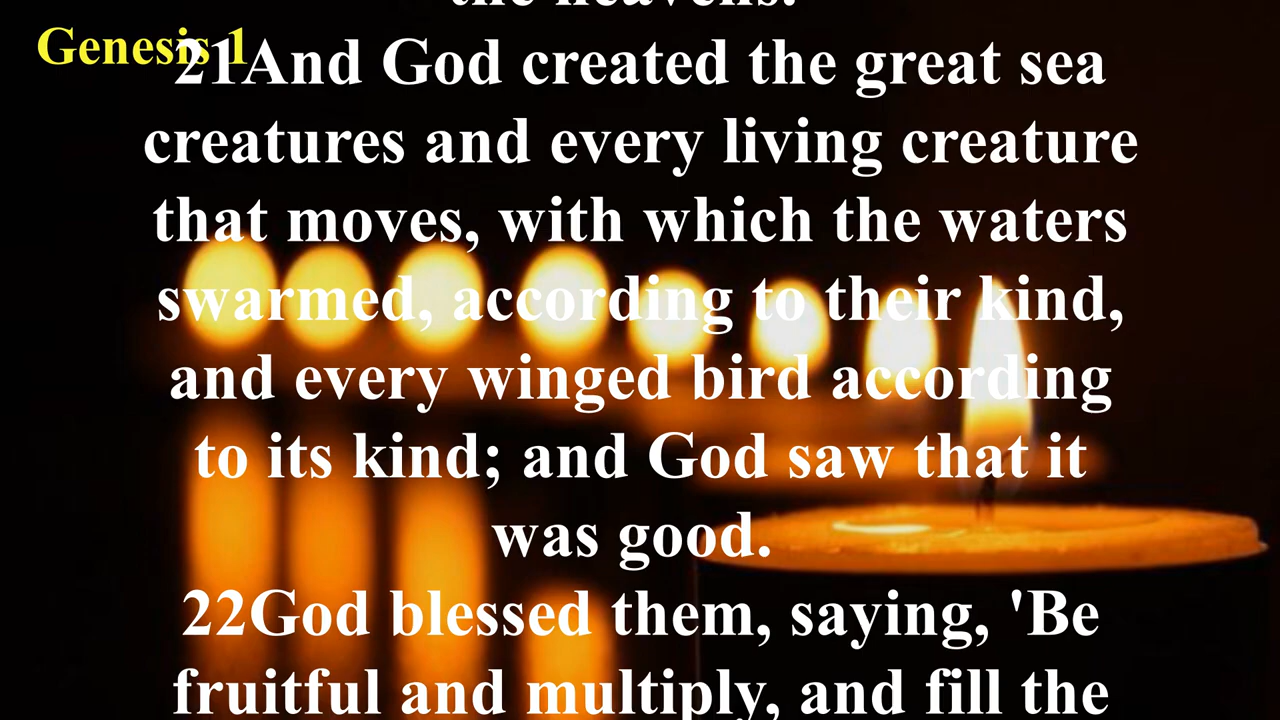 the heavens.
Genesis 1
21And God created the great sea
creatures and every living creature
that moves, with which the waters
swarmed, according to their kind,
and every winged bird according
to its kind; and God saw that it
was good.
22God blessed them, saying, 'Be
fruitful and multiply, and fill the